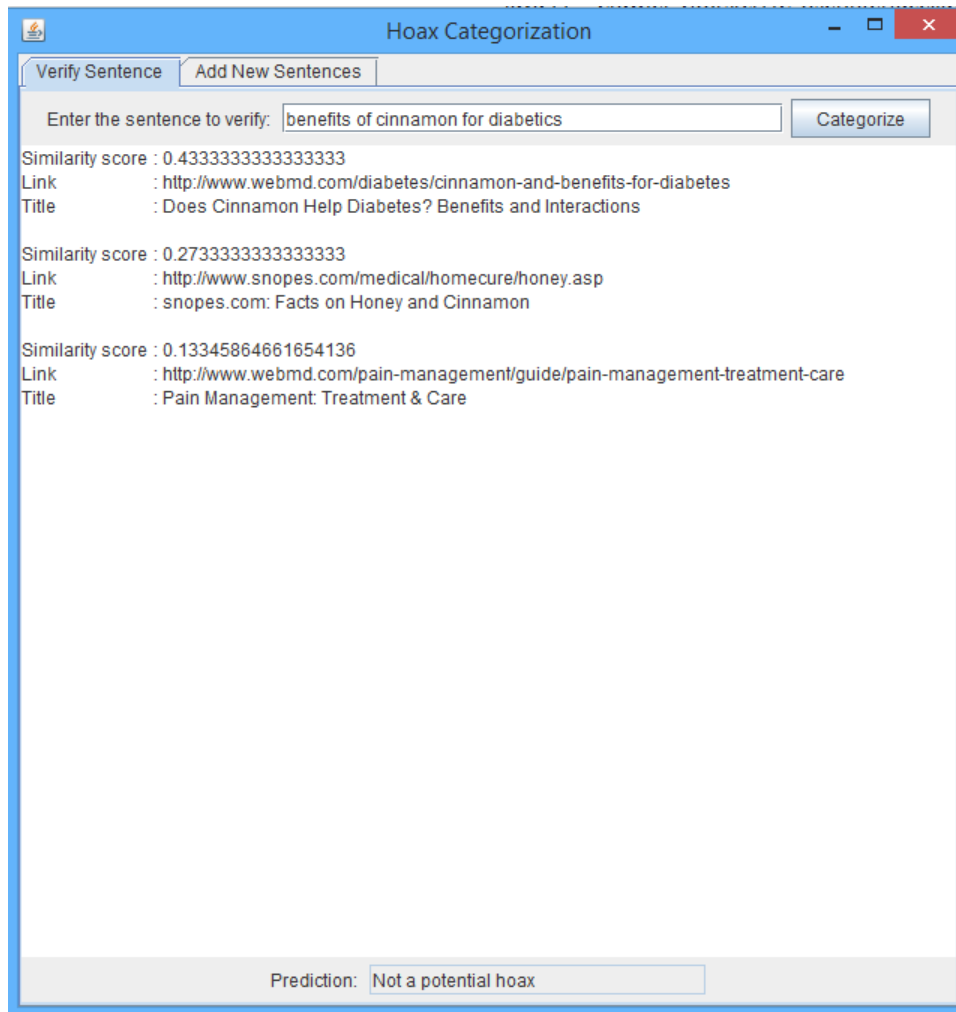 Hoax Categorization
Verify Sentence Add New Sentences
Enter the sentence to verify: benefits of cinnamon for diabetics Categorize
Similarity score : 0.4333333333333333
Link : http://www.webmd.com/diabetes/cinnamon-and-benefits-for-diabetes
Title : Does Cinnamon Help Diabetes? Benefits and Interactions
Similarity score : 0.2733333333333333
Link : http://www.snopes.com/medical/homecure/honey.asp
Title : snopes.com: Facts on Honey and Cinnamon
Similarity score : 0.13345864661654136
Link : http://www.webmd.com/pain-management/guide/pain-management-treatment-care
Title : Pain Management: Treatment & Care
Prediction: Not a potential hoax